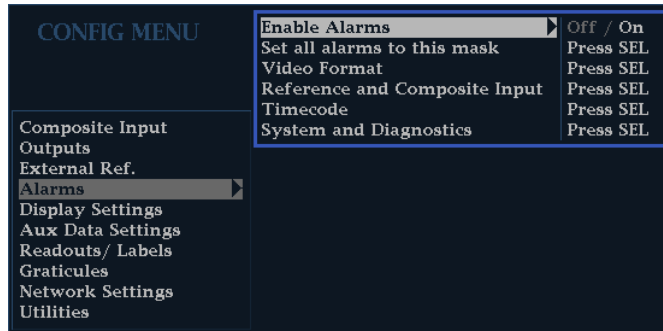 CONFIG MENU
Enable Alarms Off / On
Set all alarms to this mask Press SEL
Video Format Press SEL
Reference and Composite Input Press SEL
Timecode Press SEL
System and Diagnostics Press SEL
Composite Input
Outputs
External Ref.
Alarms
Display Settings
Aux Data Settings
Readouts/ Labels
Graticules
Network Settings
Utilities